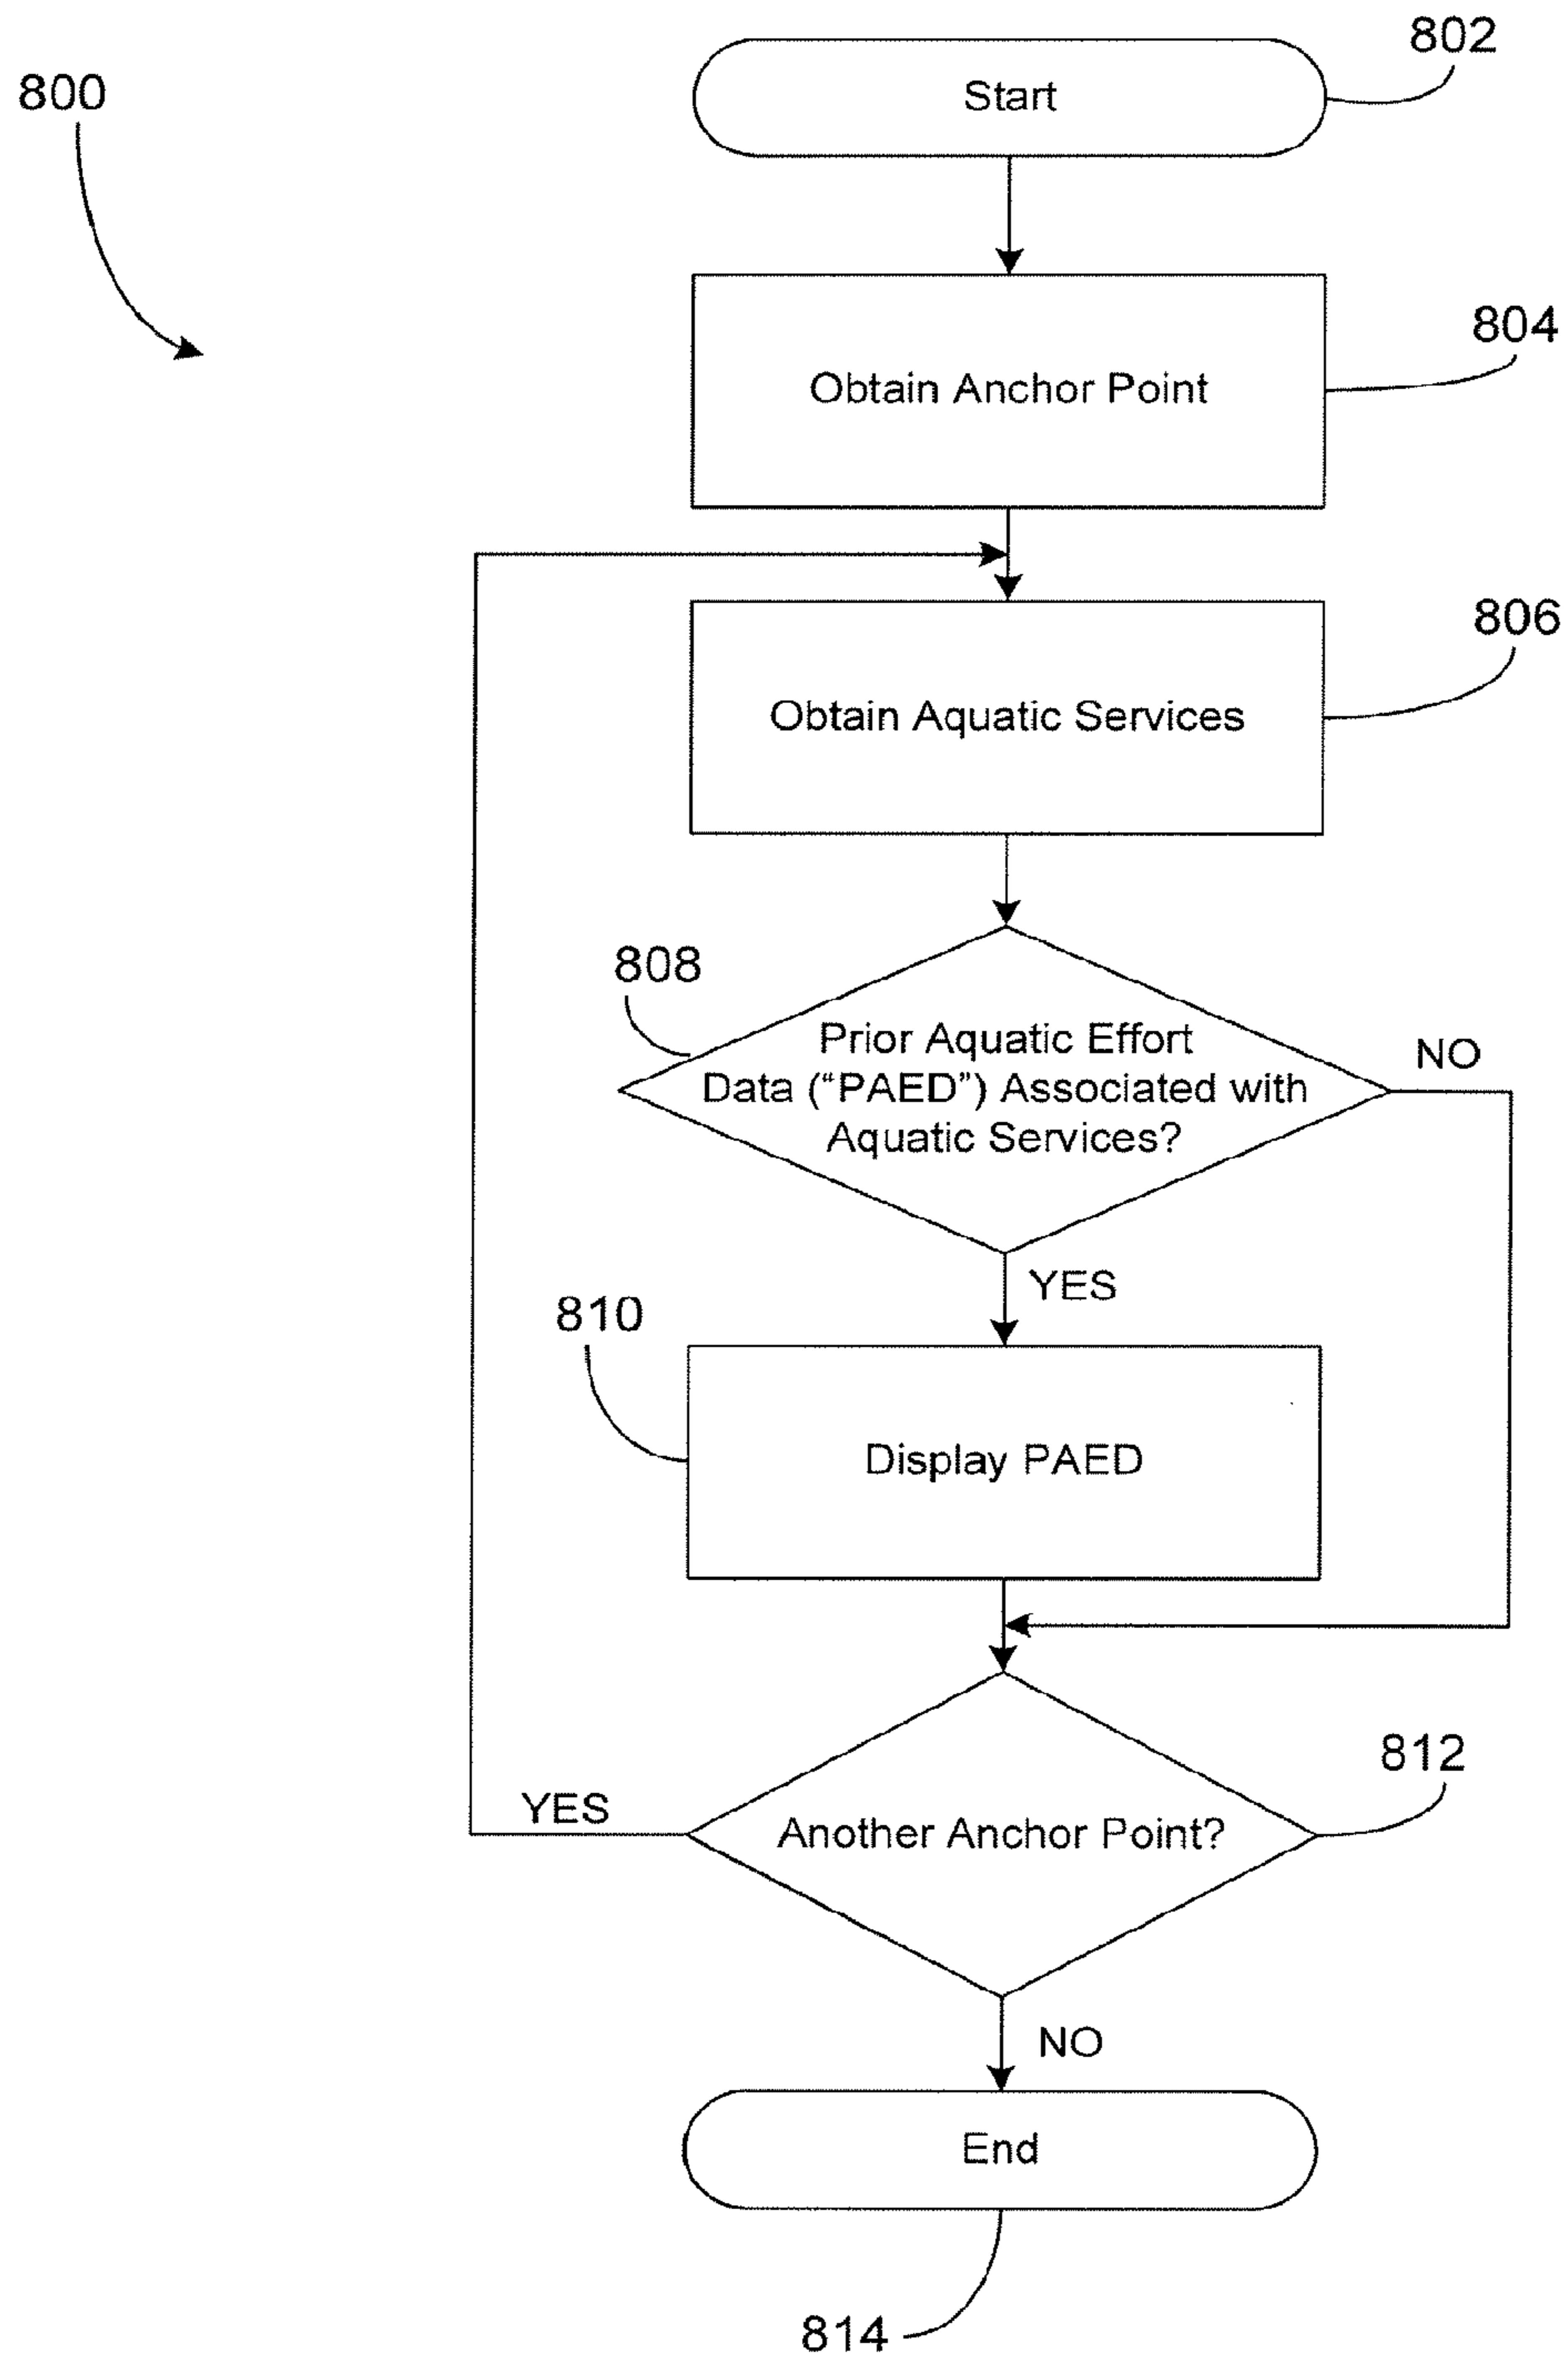 802
800
Start
804
Obtain Anchor Point
806
Obtain Aquatic Services
808
Prior Aquatic Effort
Data (“PAED”) Associated with
Aquatic Services?
NO
YES
810
Display PAED
812
YES
Another Anchor Point?
NO
End
814